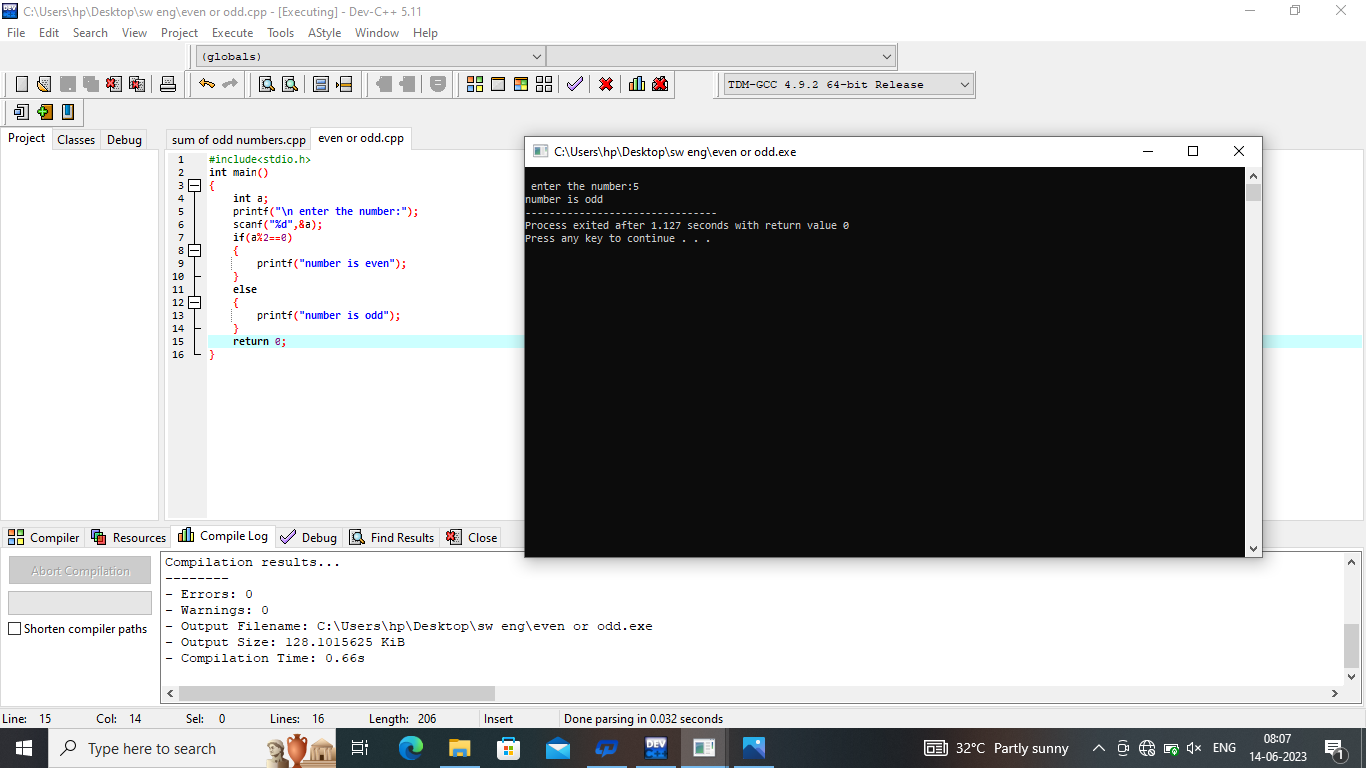 C:\Users\hp\Desktop\sw eng\even or odd.cpp - [Executing] - Dev-C++ 5.11
File Edit Search View Project Execute Tools AStyle Window Help
(globals)
TDM-GCC 4.9.2 64-bit Release
Project Classes Debug
sum of odd numbers.cpp even or odd.cpp
1 #include<stdio.h>
2 int main()
3 {
4 int a;
5 printf("\n enter the number:");
6 scanf("%d",&a);
7 if(a%2==0)
8 {
9 printf("number is even");
10 }
11 else
12 {
13 printf("number is odd");
14 }
15 return 0;
16 }
C:\Users\hp\Desktop\sw eng\even or odd.exe
enter the number:5
number is odd
--------------------------------
Process exited after 1.127 seconds with return value 0
Press any key to continue . . .
Compiler Resources Compile Log Debug Find Results Close
Abort Compilation
Shorten compiler paths
Compilation results...
--------
- Errors: 0
- Warnings: 0
- Output Filename: C:\Users\hp\Desktop\sw eng\even or odd.exe
- Output Size: 128.1015625 KiB
- Compilation Time: 0.66s
Line: 15 Col: 14 Sel: 0 Lines: 16 Length: 206 Insert Done parsing in 0.032 seconds
Type here to search
DEV
32°C Partly sunny
ENG
08:07
14-06-2023
1